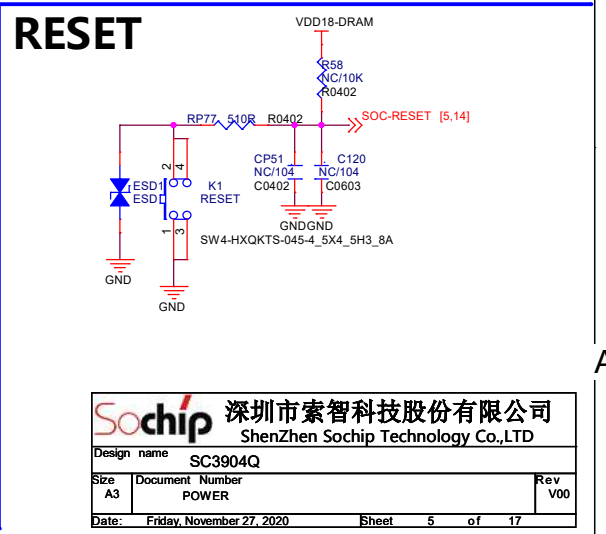 RESET
VDD18-DRAM
R58
NC/10K
R0402
RP77 510R R0402
SOC-RESET [5,14]
CP51
NC/104
C0402
C120
NC/104
C0603
ESD1
ESD
2
4
K1
RESET
1
3
GND
GND
SW4-HXQKTS-045-4_5X4_5H3_8A
GND
GND
A
Sochip
深圳市索智科技股份有限公司
ShenZhen Sochip Technology Co.,LTD
Design name
SC3904Q
Size
A3
Document Number
POWER
Rev
V00
Date: Friday, November 27, 2020
Sheet 5 of 17